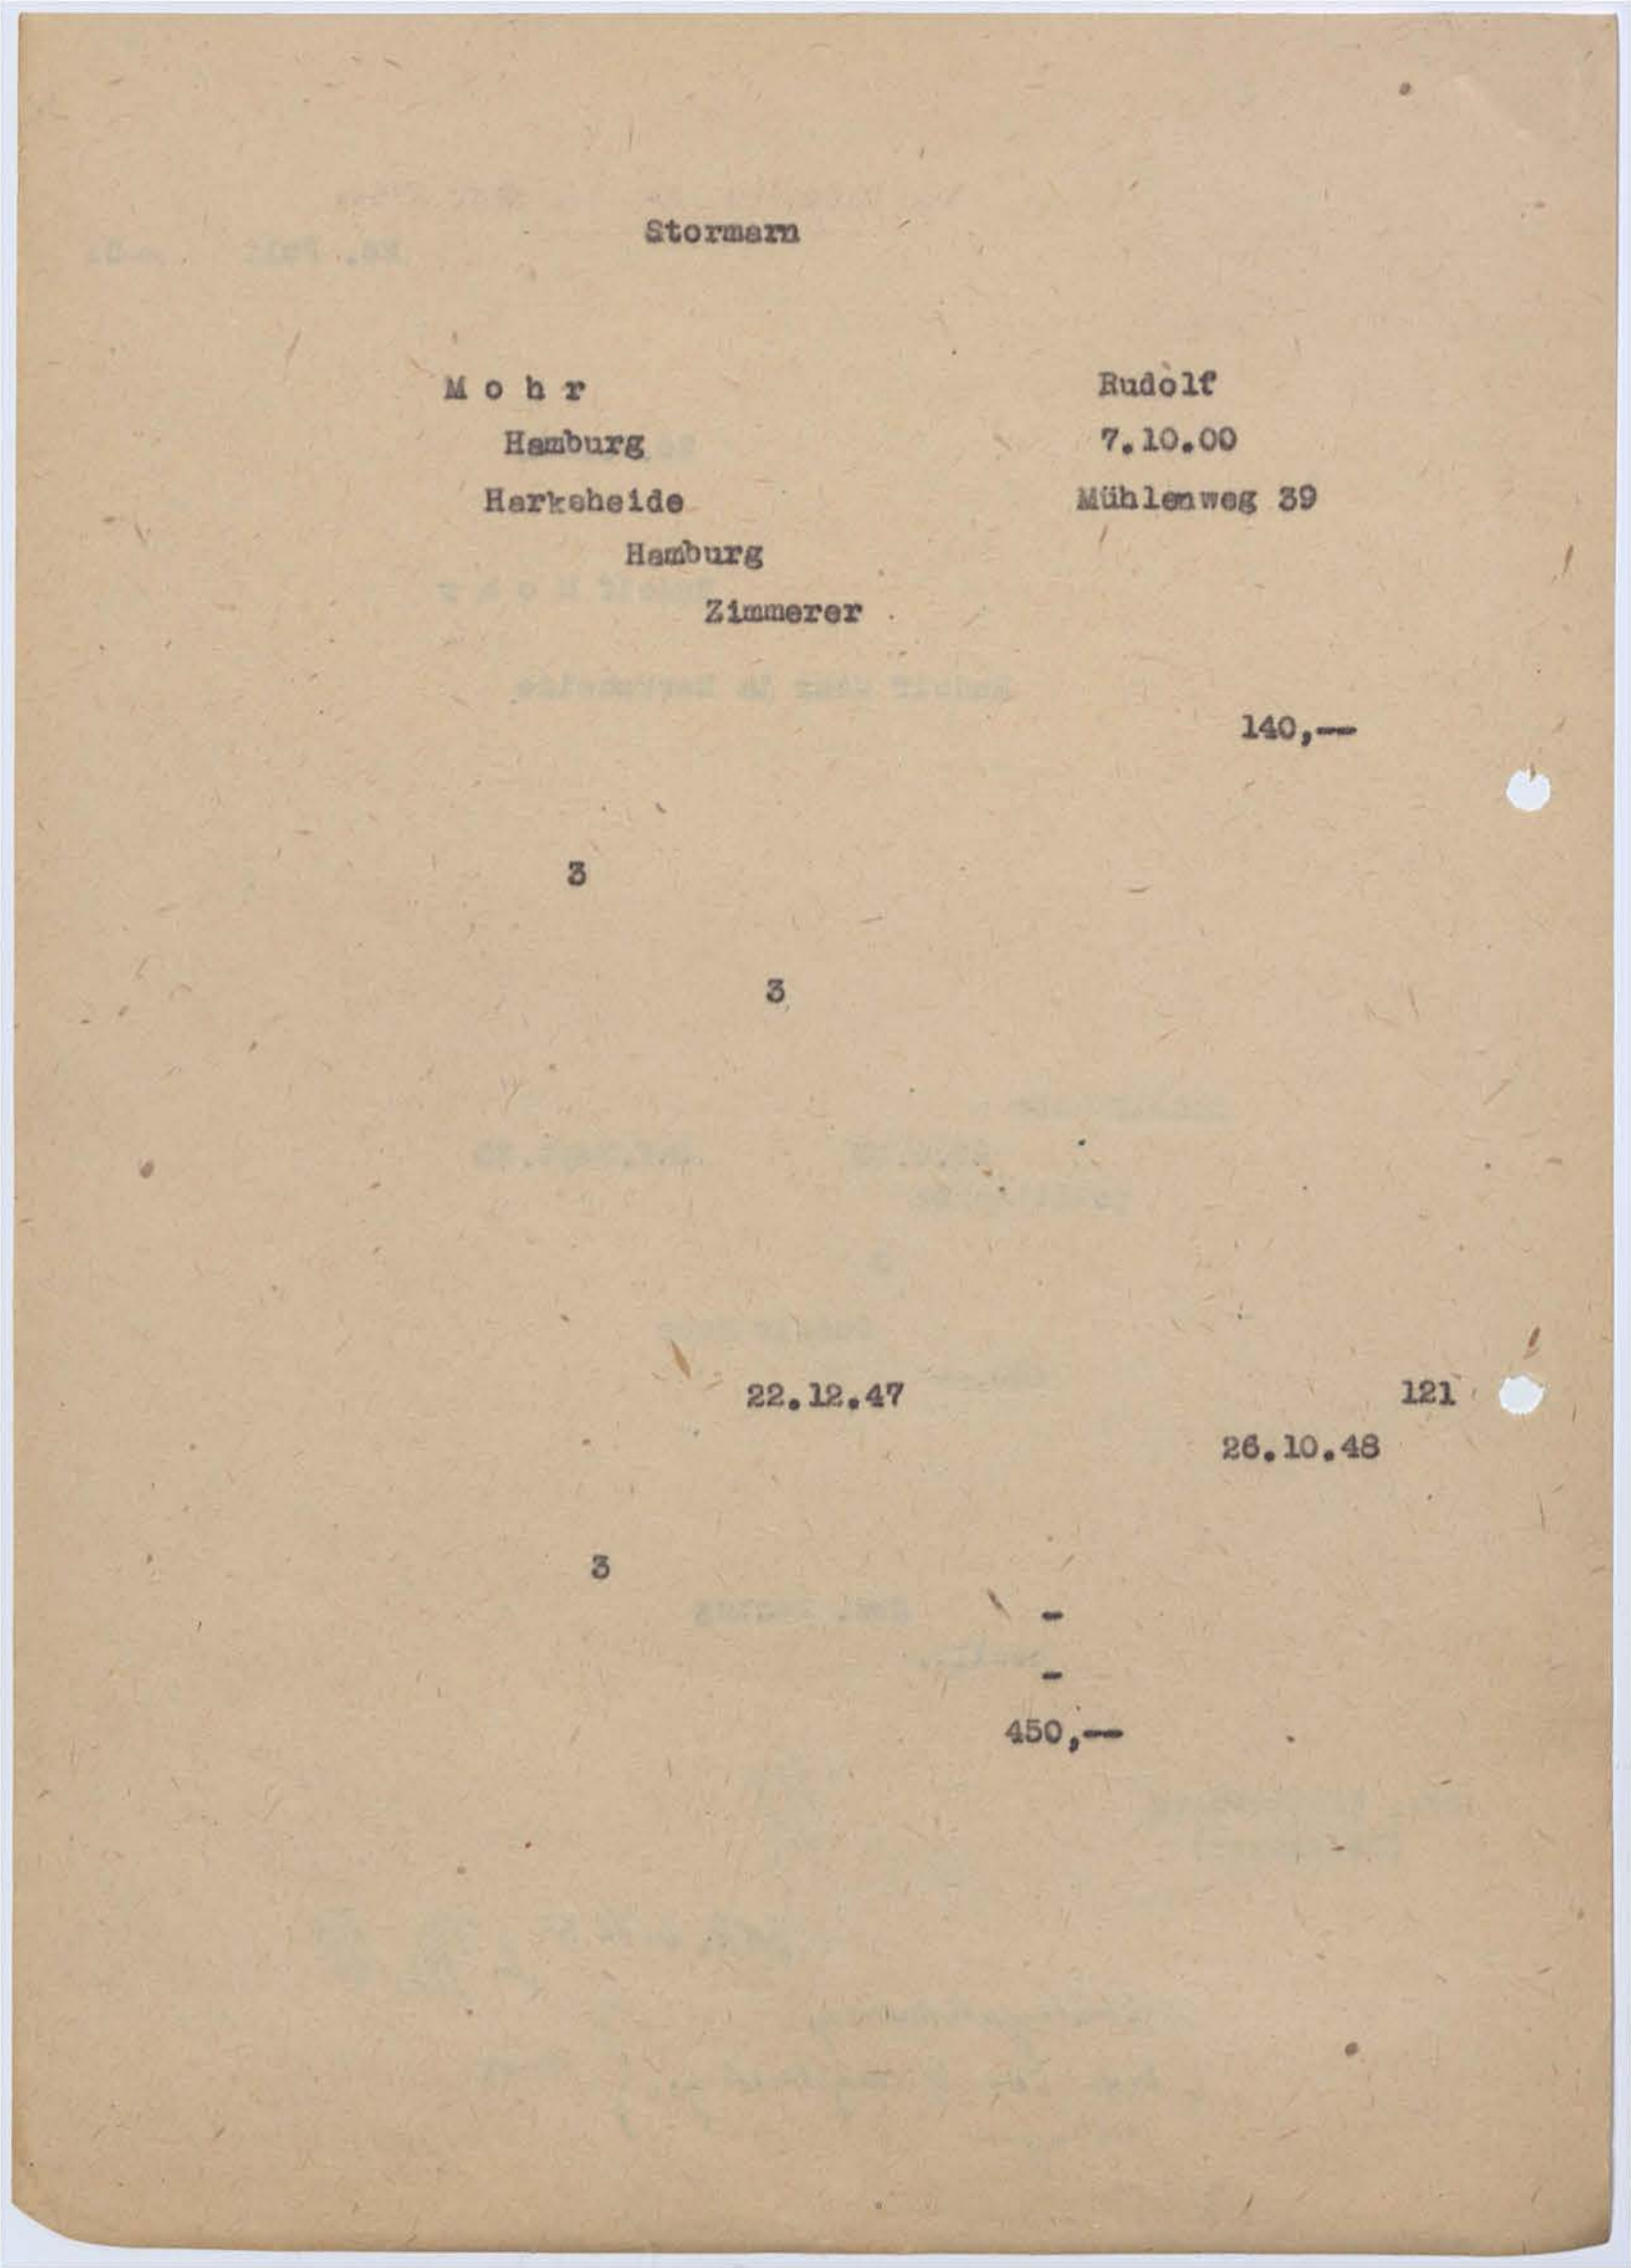 Stormarn
M o h r Rudolf
Hamburg 7.10.00
Harksheide Mühlenweg 39
Hamburg
Zimmerer
140,--
3
3
22.12.47 121
26.10.48
3
-
-
450,--